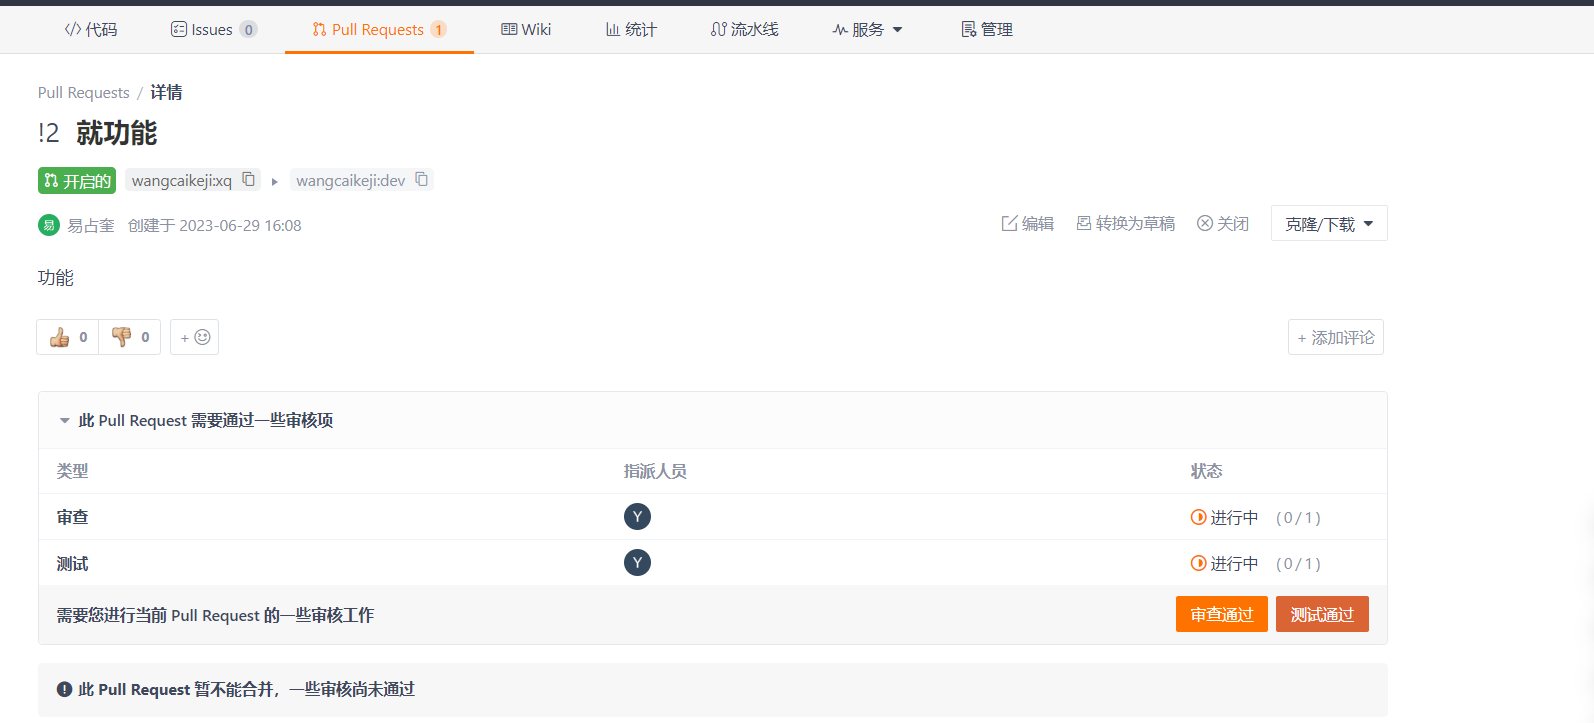 代码 Issues 0 Pull Requests 1 Wiki 统计 流水线 服务 管理
Pull Requests / 详情
!2 就功能
开启的 wangcaikeji:xq wangcaikeji:dev
易 易占奎 创建于 2023-06-29 16:08 编辑 转换为草稿 关闭 克隆/下载
功能
0 0 + + 添加评论
此 Pull Request 需要通过一些审核项
类型 指派人员 状态
审查 Y 进行中 (0/1)
测试 Y 进行中 (0/1)
需要您进行当前 Pull Request 的一些审核工作 审查通过 测试通过
此 Pull Request 暂不能合并，一些审核尚未通过